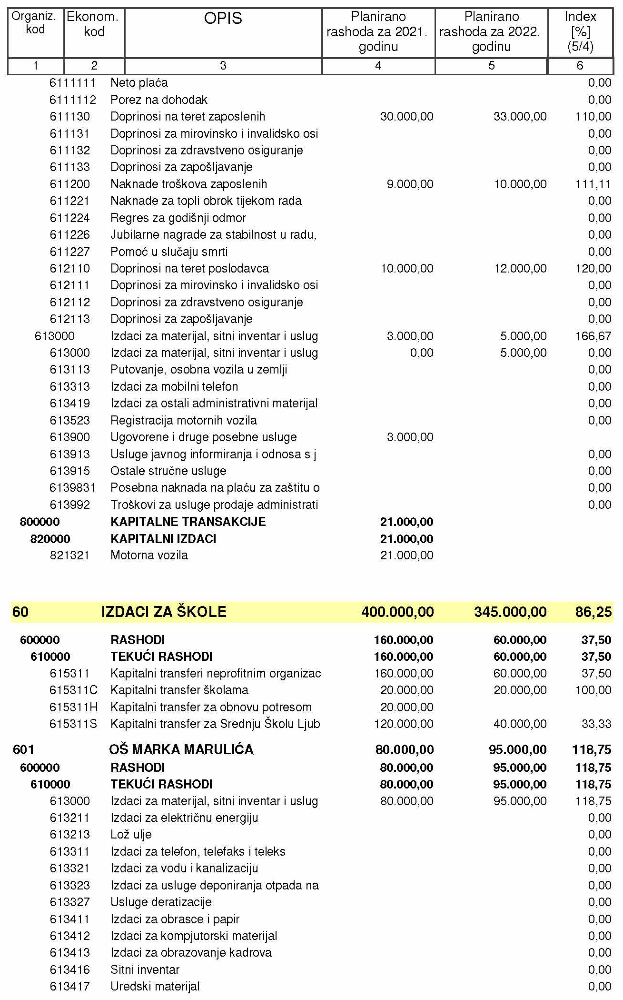 Organiz. kod Ekonom. kod OPIS Planirano rashoda za 2021. godinu Planirano rashoda za 2022. godinu Index [%] (5/4)
1 2 3 4 5 6
6111111 Neto plaća 0,00
6111112 Porez na dohodak 0,00
611130 Doprinosi na teret zaposlenih 30.000,00 33.000,00 110,00
611131 Doprinosi za mirovinsko i invalidsko osi 0,00
611132 Doprinosi za zdravstveno osiguranje 0,00
611133 Doprinosi za zapošljavanje 0,00
611200 Naknade troškova zaposlenih 9.000,00 10.000,00 111,11
611221 Naknade za topli obrok tijekom rada 0,00
611224 Regres za godišnji odmor 0,00
611226 Jubilarne nagrade za stabilnost u radu, 0,00
611227 Pomoć u slučaju smrti 0,00
612110 Doprinosi na teret poslodavca 10.000,00 12.000,00 120,00
612111 Doprinosi za mirovinsko i invalidsko osi 0,00
612112 Doprinosi za zdravstveno osiguranje 0,00
612113 Doprinosi za zapošljavanje 0,00
613000 Izdaci za materijal, sitni inventar i uslug 3.000,00 5.000,00 166,67
613000 Izdaci za materijal, sitni inventar i uslug 0,00 5.000,00 0,00
613113 Putovanje, osobna vozila u zemlji 0,00
613313 Izdaci za mobilni telefon 0,00
613419 Izdaci za ostali administrativni materijal 0,00
613523 Registracija motornih vozila 0,00
613900 Ugovorene i druge posebne usluge 3.000,00
613913 Usluge javnog informiranja i odnosa s j 0,00
613915 Ostale stručne usluge 0,00
6139831 Posebna naknada na plaću za zaštitu o 0,00
613992 Troškovi za usluge prodaje administrati 0,00
800000 KAPITALNE TRANSAKCIJE 21.000,00
820000 KAPITALNI IZDACI 21.000,00
821321 Motorna vozila 21.000,00
60 IZDACI ZA ŠKOLE 400.000,00 345.000,00 86,25
600000 RASHODI 160.000,00 60.000,00 37,50
610000 TEKUĆI RASHODI 160.000,00 60.000,00 37,50
615311 Kapitalni transferi neprofitnim organizac 160.000,00 60.000,00 37,50
615311C Kapitalni transfer školama 20.000,00 20.000,00 100,00
615311H Kapitalni transfer za obnovu potresom 20.000,00
615311S Kapitalni transfer za Srednju Školu Ljub 120.000,00 40.000,00 33,33
601 OŠ MARKA MARULIĆA 80.000,00 95.000,00 118,75
600000 RASHODI 80.000,00 95.000,00 118,75
610000 TEKUĆI RASHODI 80.000,00 95.000,00 118,75
613000 Izdaci za materijal, sitni inventar i uslug 80.000,00 95.000,00 118,75
613211 Izdaci za električnu energiju 0,00
613213 Lož ulje 0,00
613311 Izdaci za telefon, telefaks i teleks 0,00
613321 Izdaci za vodu i kanalizaciju 0,00
613323 Izdaci za usluge deponiranja otpada na 0,00
613327 Usluge deratizacije 0,00
613411 Izdaci za obrasce i papir 0,00
613412 Izdaci za kompjutorski materijal 0,00
613413 Izdaci za obrazovanje kadrova 0,00
613416 Sitni inventar 0,00
613417 Uredski materijal 0,00